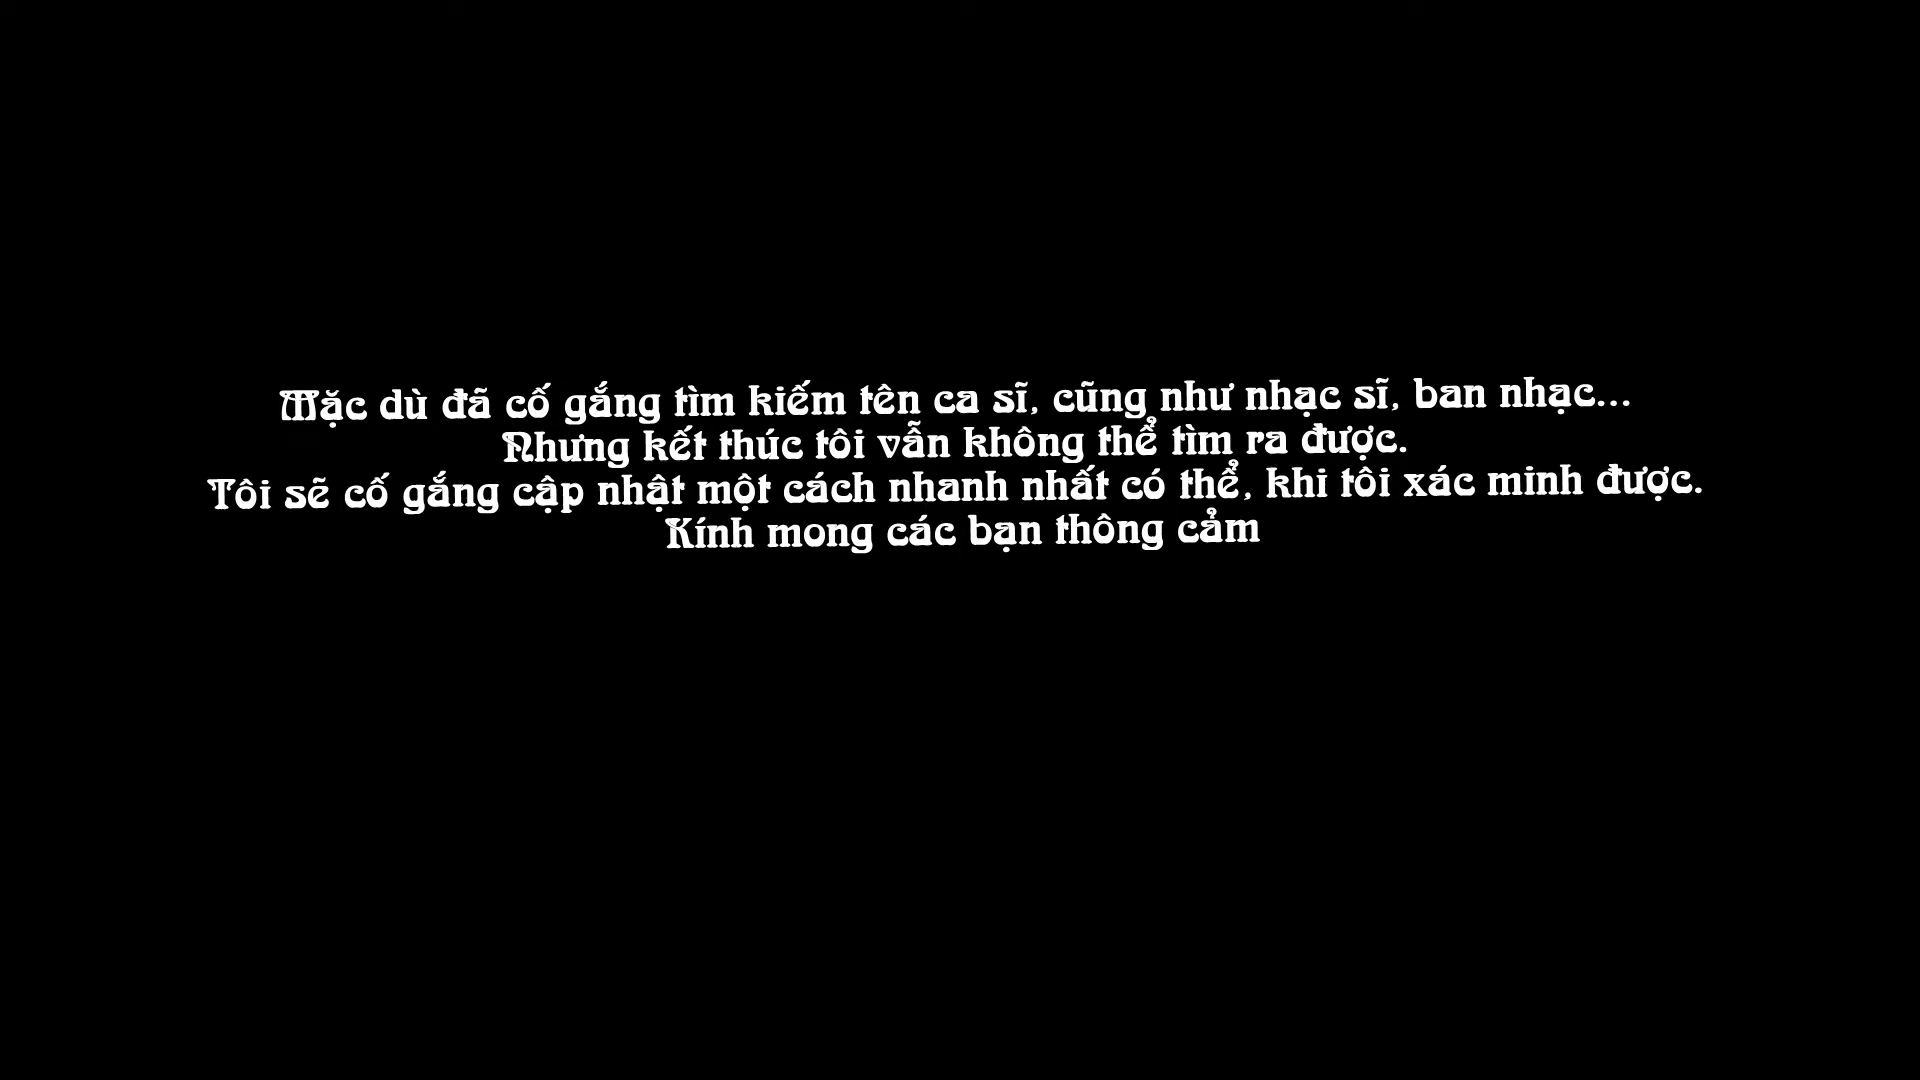 Mặc dù đã cố gắng tìm kiếm tên ca sĩ, cũng như nhạc sĩ, ban nhạc...
Nhưng kết thúc tôi vẫn không thể tìm ra được.
Tôi sẽ cố gắng cập nhật một cách nhanh nhất có thể, khi tôi xác minh được.
Kính mong các bạn thông cảm